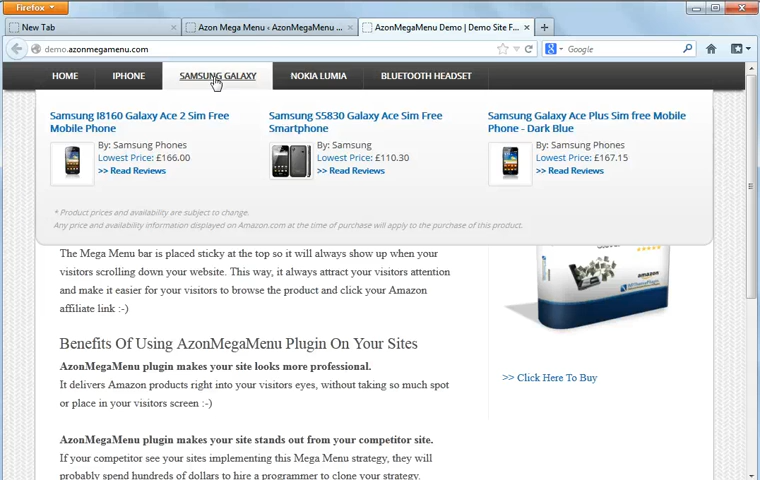 Firefox
New Tab
Azon Mega Menu ‹ AzonMegaMenu ...
AzonMegaMenu Demo | Demo Site F...
demo.azonmegamenu.com
Google
HOME
IPHONE
SAMSUNG GALAXY
NOKIA LUMIA
BLUETOOTH HEADSET
Samsung I8160 Galaxy Ace 2 Sim Free
Mobile Phone
By: Samsung Phones
Lowest Price: £166.00
>> Read Reviews
Samsung S5830 Galaxy Ace Sim Free
Smartphone
By: Samsung
Lowest Price: £110.30
>> Read Reviews
Samsung Galaxy Ace Plus Sim free Mobile
Phone - Dark Blue
By: Samsung Phones
Lowest Price: £167.15
>> Read Reviews
* Product prices and availability are subject to change.
Any price and availability information displayed on Amazon.com at the time of purchase will apply to the purchase of this product.
The Mega Menu bar is placed sticky at the top so it will always show up when your
visitors scrolling down your website. This way, it always attract your visitors attention
and make it easier for your visitors to browse the product and click your Amazon
affiliate link :-)
amazon
>> Click Here To Buy
Benefits Of Using AzonMegaMenu Plugin On Your Sites
AzonMegaMenu plugin makes your site looks more professional.
It delivers Amazon products right into your visitors eyes, without taking so much spot
or place in your visitors screen :-)
AzonMegaMenu plugin makes your site stands out from your competitor site.
If your competitor see your sites implementing this Mega Menu strategy, they will
probably spend hundreds of dollars to hire a programmer to clone your strategy.